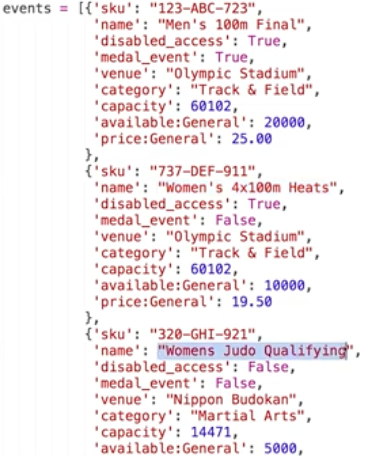 events = [{'sku': "123-ABC-723",
'name': "Men's 100m Final",
'disabled_access': True,
'medal_event': True,
'venue': "Olympic Stadium",
'category': "Track & Field",
'capacity': 60102,
'available:General': 20000,
'price:General': 25.00
},
{'sku': "737-DEF-911",
'name': "Women's 4x100m Heats",
'disabled_access': True,
'medal_event': False,
'venue': "Olympic Stadium",
'category': "Track & Field",
'capacity': 60102,
'available:General': 10000,
'price:General': 19.50
},
{'sku': "320-GHI-921",
'name': "Womens Judo Qualifying",
'disabled_access': False,
'medal_event': False,
'venue': "Nippon Budokan",
'category': "Martial Arts",
'capacity': 14471,
'available:General': 5000,